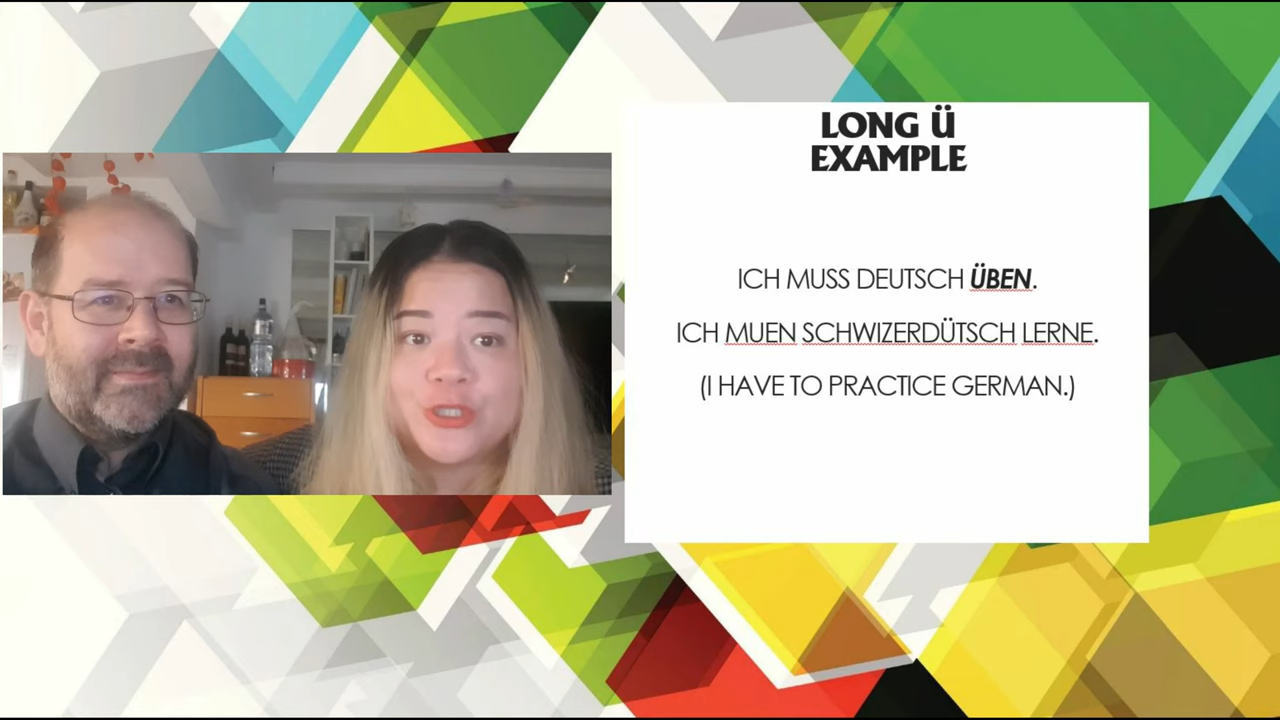 LONG Ü
EXAMPLE
ICH MUSS DEUTSCH ÜBEN.
ICH MUEN SCHWIZERDÜTSCH LERNE.
(I HAVE TO PRACTICE GERMAN.)